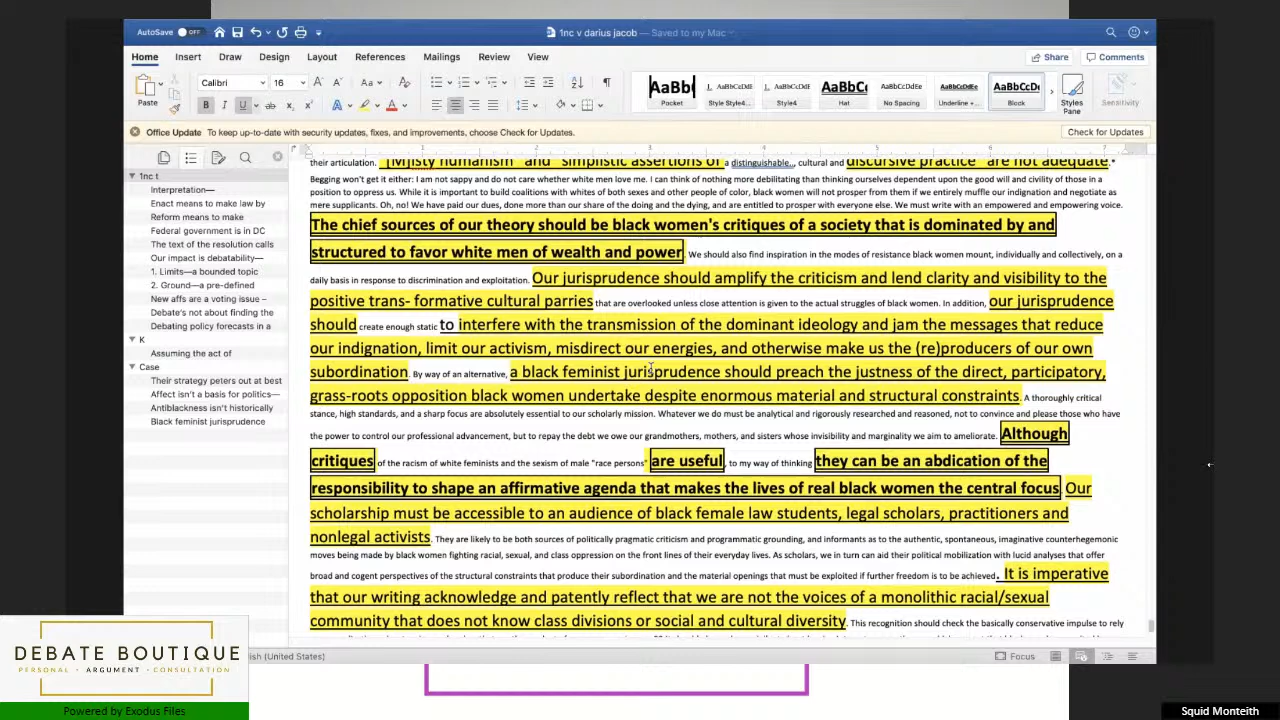 AutoSave OFF 1nc v darius jacob — Saved to my Mac
Home Insert Draw Design Layout References Mailings Review View Share Comments
Calibri 16 Aa AaBbI AaBbCcDdE AaBbCcDdE AaBbCc AaBbCcDdEe AaBbCcDdEe AaBbCcDc
Paste B I U ab x Pocket Style Style4... Style4 Hat No Spacing Underline +... Block Styles Pane Sensitivity
Office Update To keep up-to-date with security updates, fixes, and improvements, choose Check for Updates. Check for Updates
1 2 3 4 5 6 7
1nc t
Interpretation—
Enact means to make law by
Reform means to make
Federal government is in DC
The text of the resolution calls
Our impact is debatability—
1. Limits—a bounded topic
2. Ground—a pre-defined
New affs are a voting issue –
Debate's not about finding the
Debating policy forecasts in a
K
Assuming the act of
Case
Their strategy peters out at best
Affect isn't a basis for politics—
Antiblackness isn't historically
Black feminist jurisprudence
their articulation. "[M]isty humanism" and "simplistic assertions of a distinguishable.., cultural and discursive practice" are not adequate.
Begging won't get it either: I am not sappy and do not care whether white men love me. I can think of nothing more debilitating than thinking ourselves dependent upon the good will and civility of those in a
position to oppress us. While it is important to build coalitions with whites of both sexes and other people of color, black women will not prosper from them if we entirely muffle our indignation and negotiate as
mere supplicants. Oh, no! We have paid our dues, done more than our share of the doing and the dying, and are entitled to prosper with everyone else. We must write with an empowered and empowering voice.
The chief sources of our theory should be black women's critiques of a society that is dominated by and
structured to favor white men of wealth and power. We should also find inspiration in the modes of resistance black women mount, individually and collectively, on a
daily basis in response to discrimination and exploitation. Our jurisprudence should amplify the criticism and lend clarity and visibility to the
positive trans- formative cultural parries that are overlooked unless close attention is given to the actual struggles of black women. In addition, our jurisprudence
should create enough static to interfere with the transmission of the dominant ideology and jam the messages that reduce
our indignation, limit our activism, misdirect our energies, and otherwise make us the (re)producers of our own
subordination. By way of an alternative, a black feminist jurisprudence should preach the justness of the direct, participatory,
grass-roots opposition black women undertake despite enormous material and structural constraints. A thoroughly critical
stance, high standards, and a sharp focus are absolutely essential to our scholarly mission. Whatever we do must be analytical and rigorously researched and reasoned, not to convince and please those who have
the power to control our professional advancement, but to repay the debt we owe our grandmothers, mothers, and sisters whose invisibility and marginality we aim to ameliorate. Although
critiques of the racism of white feminists and the sexism of male "race persons" are useful, to my way of thinking they can be an abdication of the
responsibility to shape an affirmative agenda that makes the lives of real black women the central focus. Our
scholarship must be accessible to an audience of black female law students, legal scholars, practitioners and
nonlegal activists. They are likely to be both sources of politically pragmatic criticism and programmatic grounding, and informants as to the authentic, spontaneous, imaginative counterhegemonic
moves being made by black women fighting racial, sexual, and class oppression on the front lines of their everyday lives. As scholars, we in turn can aid their political mobilization with lucid analyses that offer
broad and cogent perspectives of the structural constraints that produce their subordination and the material openings that must be exploited if further freedom is to be achieved. It is imperative
that our writing acknowledge and patently reflect that we are not the voices of a monolithic racial/sexual
community that does not know class divisions or social and cultural diversity. This recognition should check the basically conservative impulse to rely
ish (United States) Focus
DEBATE BOUTIQUE
PERSONAL • ARGUMENT • CONSULTATION
Powered by Exodus Files
Squid Monteith